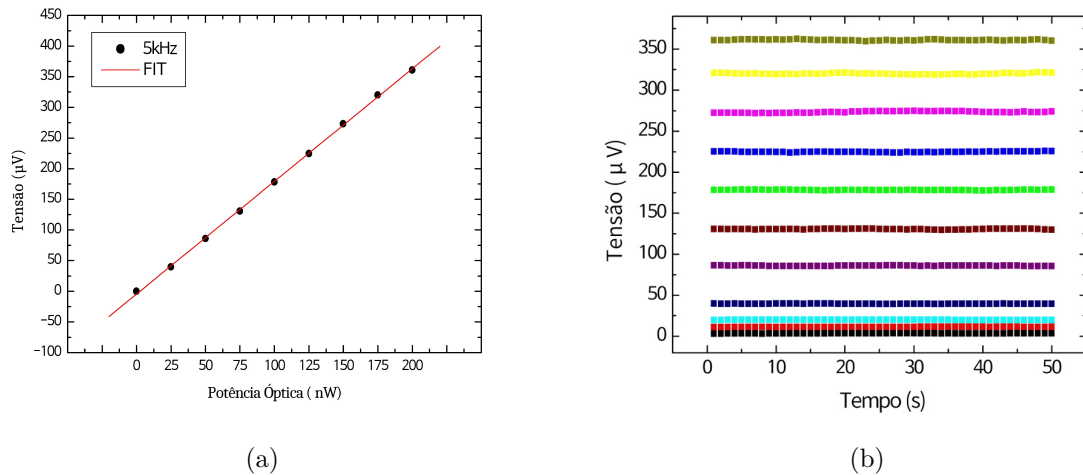 450
400
350
300
250
200
150
100
50
0
−50
−100
Tensão (µV)
5kHz
FIT
0 25 50 75 100 125 150 175 200
Potência Óptica ( nW)
(a)
350
300
250
225
150
100
50
0
Tensão ( µ V)
0 10 20 30 40 50
Tempo (s)
(b)